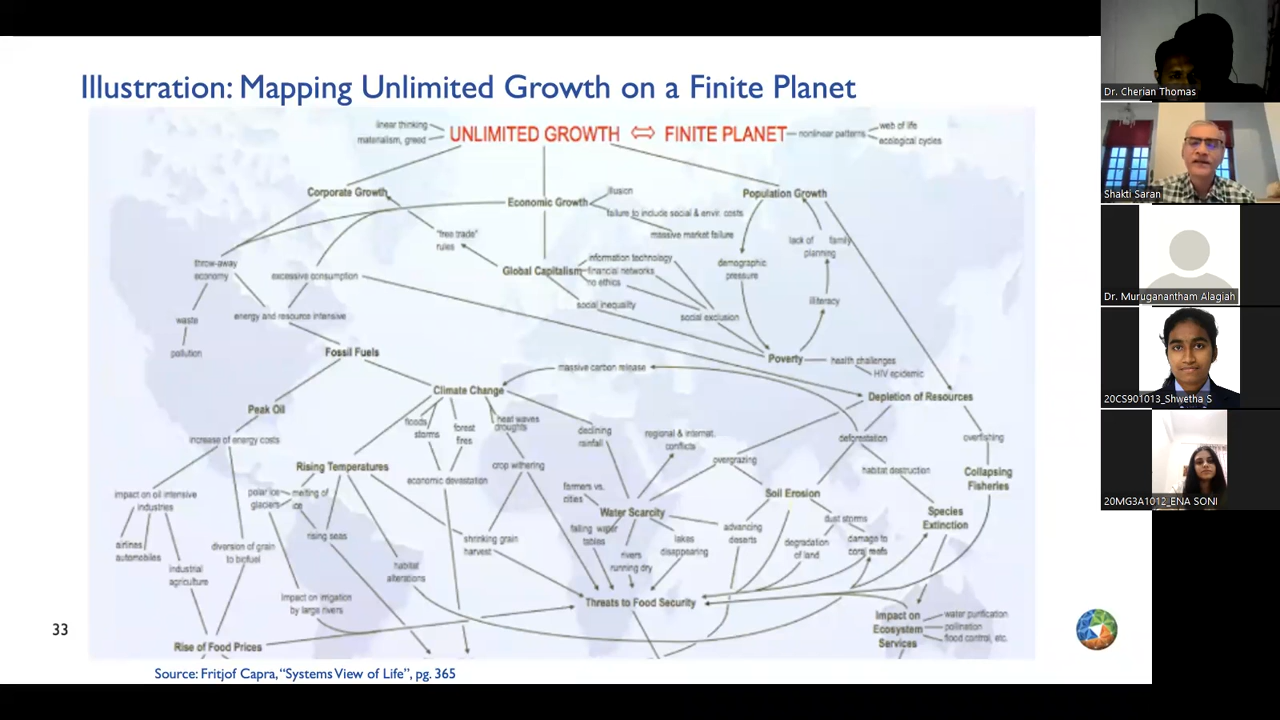 Illustration: Mapping Unlimited Growth on a Finite Planet
linear thinking
materialism, greed
UNLIMITED GROWTH ⇔ FINITE PLANET
nonlinear patterns
web of life
ecological cycles
Corporate Growth
Economic Growth
illusion
failure to include social & envir. costs
massive market failure
Population Growth
"free trade"
rules
lack of family
planning
throw-away
economy
excessive consumption
Global Capitalism
information technology
financial networks
no ethics
demographic
pressure
social inequality
illiteracy
waste
energy and resource intensive
social exclusion
pollution
Fossil Fuels
Poverty
health challenges
HIV epidemic
massive carbon release
Climate Change
Depletion of Resources
Peak Oil
floods
storms
forest
fires
heat waves
droughts
declining
rainfall
regional & internat.
conflicts
deforestation
overfishing
increase of energy costs
Rising Temperatures
crop withering
overgrazing
habitat destruction
Collapsing
Fisheries
economic devastation
impact on oil intensive
industries
polar ice
glaciers
melting of
ice
farmers vs.
cities
Soil Erosion
Water Scarcity
Species
Extinction
dust storms
falling water
tables
advancing
deserts
rising seas
shrinking grain
harvest
lakes
disappearing
degradation
of land
damage to
coral reefs
airlines
automobiles
diversion of grain
to biofuel
rivers
running dry
industrial
agriculture
habitat
alterations
Impact on irrigation
by large rivers
Threats to Food Security
Impact on
Ecosystem
Services
water purification
pollination
flood control, etc.
Rise of Food Prices
33
Source: Fritjof Capra, “Systems View of Life”, pg. 365
Dr. Cherian Thomas
Shakti Saran
Dr. Muruganantham Alagiah
20CS901013_Shwetha S
20MG3A1012_ENA SONI